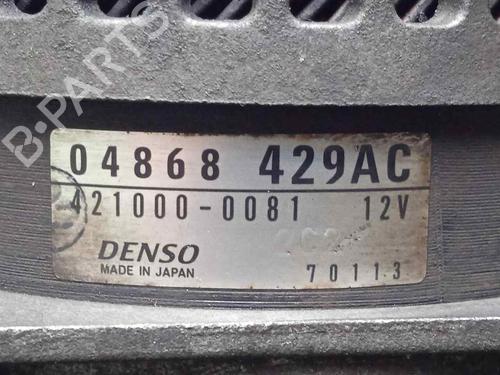 B-PARTS
04868 429AC
421000-0081 12V
DENSO
MADE IN JAPAN 70113